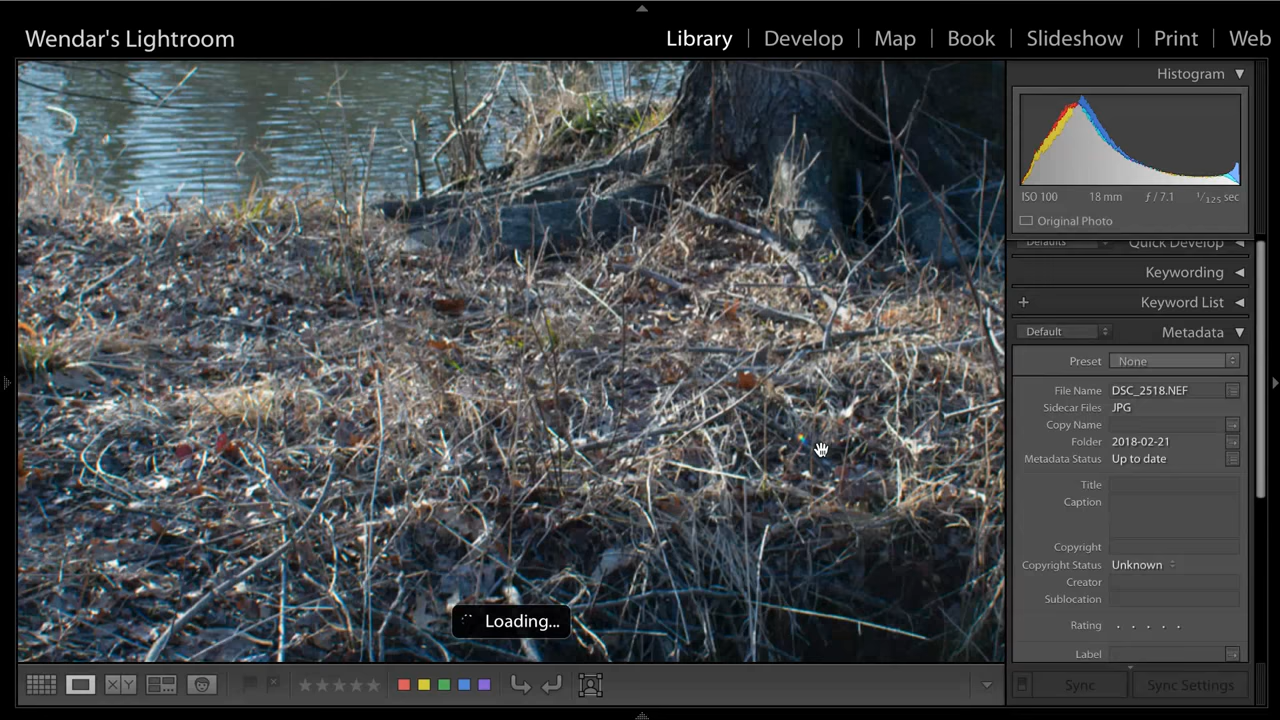 Wendar's Lightroom
Library | Develop | Map | Book | Slideshow | Print | Web
Histogram
ISO 100 18 mm ƒ / 7.1 1/125 sec
Original Photo
Defaults Quick Develop
Keywording
+ Keyword List
Default Metadata
Preset None
File Name DSC_2518.NEF
Sidecar Files JPG
Copy Name
Folder 2018-02-21
Metadata Status Up to date
Title
Caption
Copyright
Copyright Status Unknown
Creator
Sublocation
Rating . . . . .
Label
Loading...
X Y
Sync Sync Settings